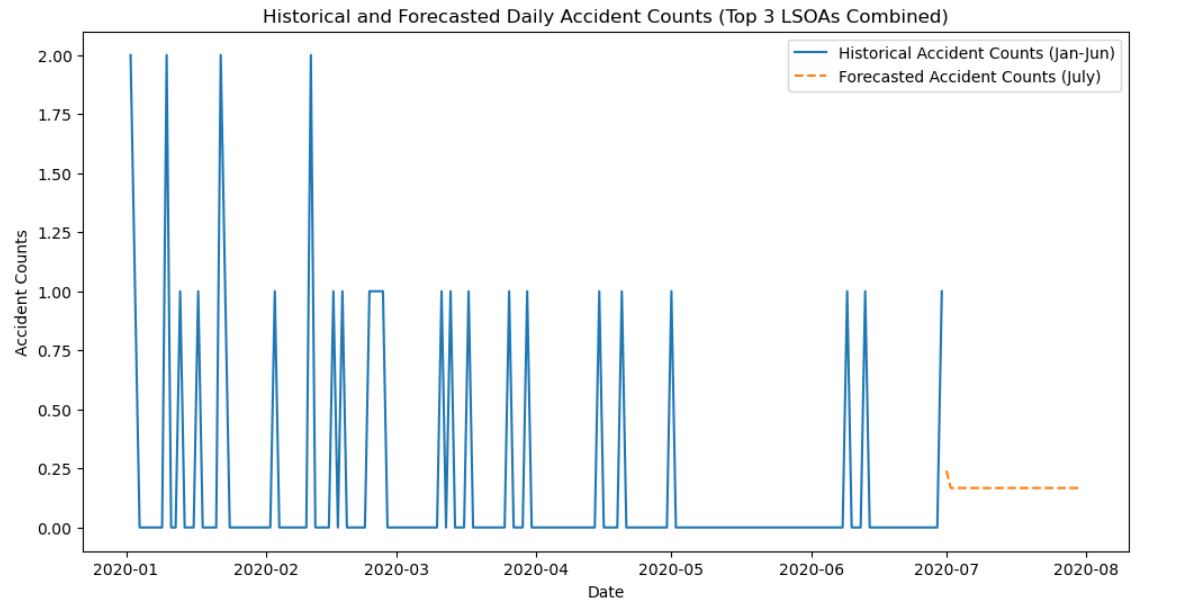 Historical and Forecasted Daily Accident Counts (Top 3 LSOAs Combined)
Historical Accident Counts (Jan-Jun)
Forecasted Accident Counts (July)
Accident Counts
2.00
1.75
1.50
1.25
1.00
0.75
0.50
0.25
0.00
2020-01 2020-02 2020-03 2020-04 2020-05 2020-06 2020-07 2020-08
Date